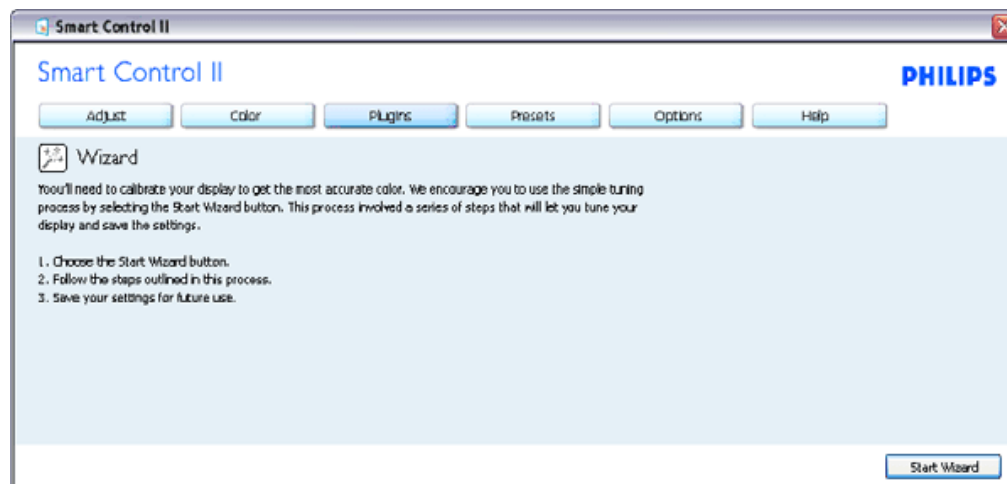 Smart Control II
Smart Control II
PHILIPS
Adjust Color Plugins Presets Options Help
Wizard
Yoou'll need to calibrate your display to get the most accurate color. We encourage you to use the simple tuning
process by selecting the Start Wizard button. This process involved a series of steps that will let you tune your
display and save the settings.
1. Choose the Start Wizard button.
2. Follow the steps outlined in this process.
3. Save your settings for future use.
Start Wizard